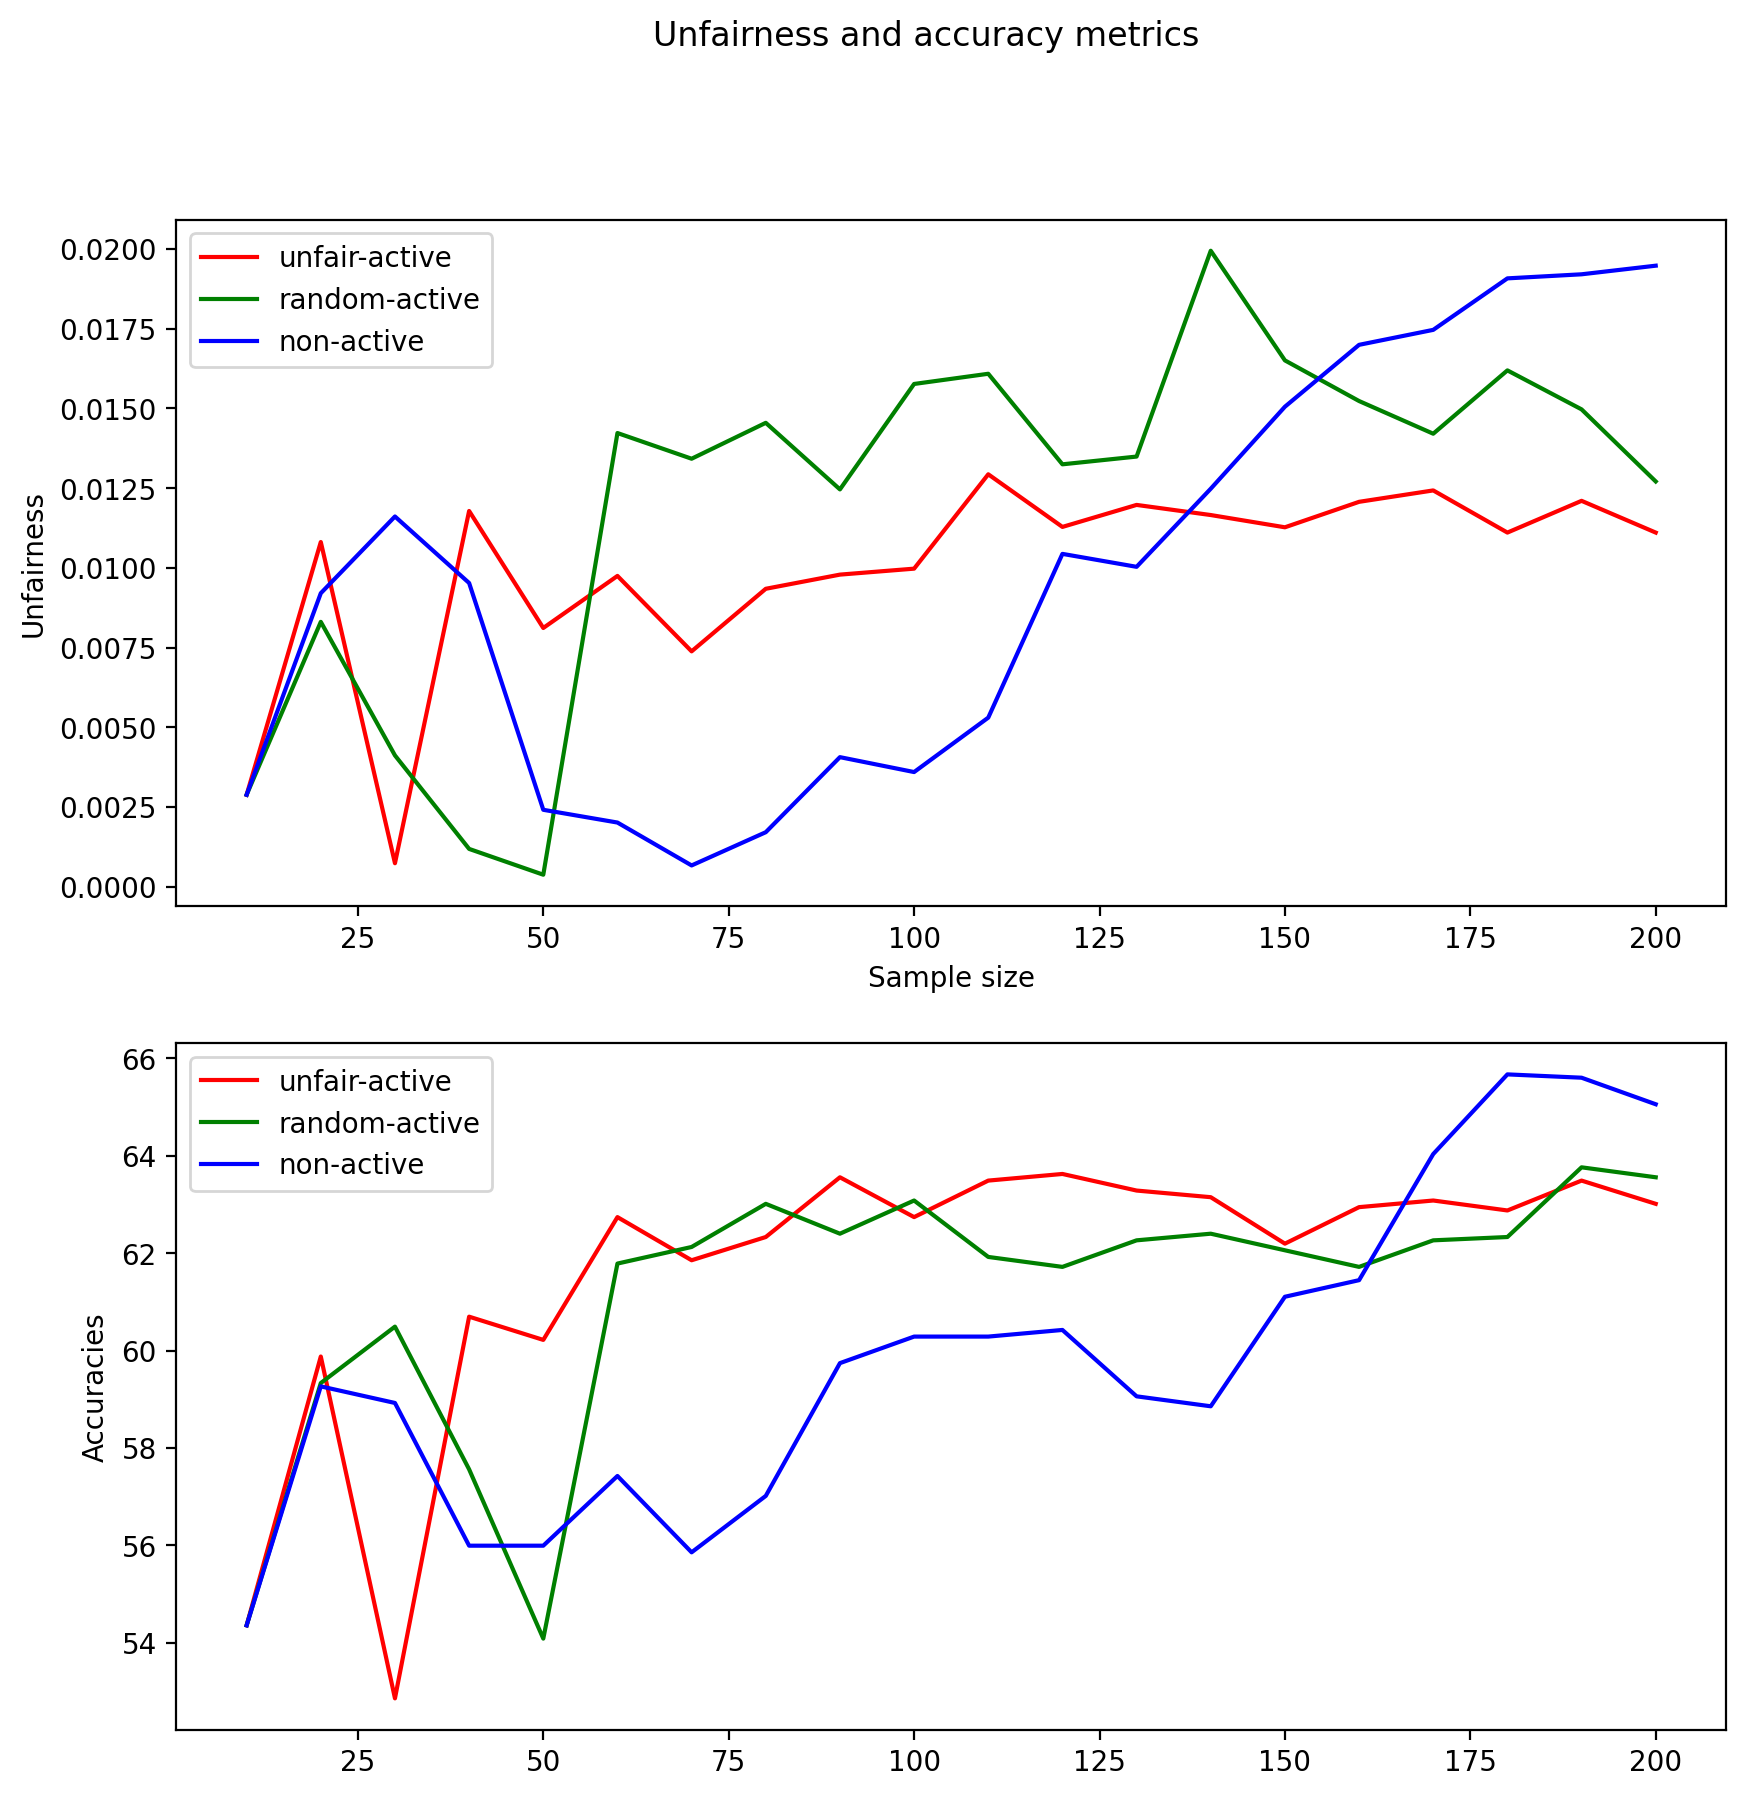 Unfairness and accuracy metrics
unfair-active
random-active
non-active
0.0200
0.0175
0.0150
0.0125
0.0100
0.0075
0.0050
0.0025
0.0000
Unfairness
25 50 75 100 125 150 175 200
Sample size
unfair-active
random-active
non-active
66
64
62
60
58
56
54
Accuracies
25 50 75 100 125 150 175 200